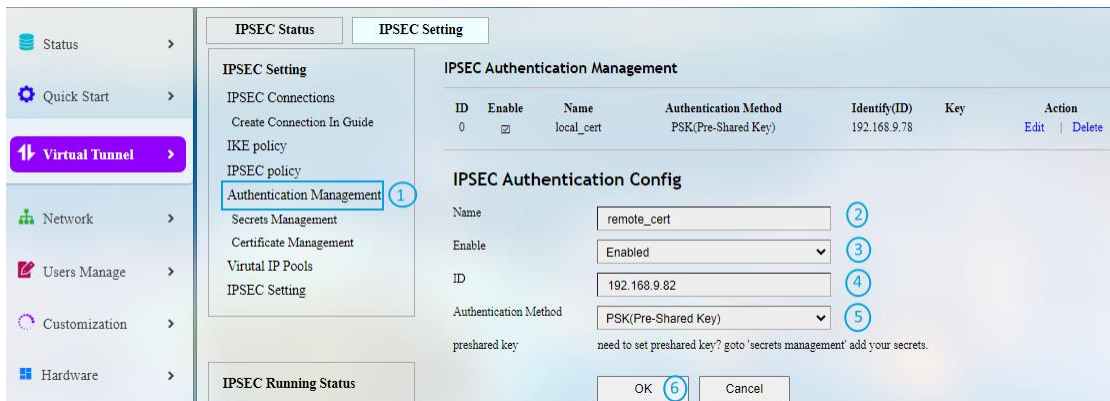 Status
Quick Start
Virtual Tunnel
Network
Users Manage
Customization
Hardware
IPSEC Status
IPSEC Setting
IPSEC Setting
IPSEC Connections
Create Connection In Guide
IKE policy
IPSEC policy
Authentication Management 1
Secrets Management
Certificate Management
Virutal IP Pools
IPSEC Setting
IPSEC Running Status
IPSEC Authentication Management
ID Enable Name Authentication Method Identify(ID) Key Action
0 local_cert PSK(Pre-Shared Key) 192.168.9.78 Edit | Delete
IPSEC Authentication Config
Name remote_cert 2
Enable Enabled 3
ID 192.168.9.82 4
Authentication Method PSK(Pre-Shared Key) 5
preshared key need to set preshared key? goto 'secrets management' add your secrets.
OK 6 Cancel